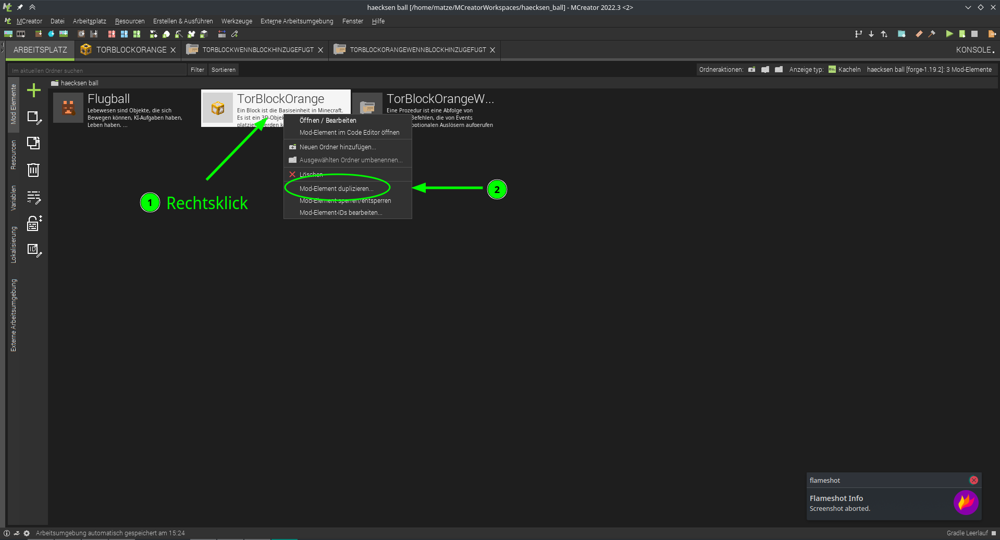 haecksen ball [/home/matze/MCreatorWorkspaces/haecksen_ball] - MCreator 2022.3 <2>
MCreator Datei Arbeitsplatz Resourcen Erstellen & Ausführen Werkzeuge Externe Arbeitsumgebung Fenster Hilfe
ARBEITSPLATZ TORBLOCKORANGE TORBLOCKWENNBLOCKHINZUGEFUGT TORBLOCKORANGEWENNBLOCKHINZUGEFUGT KONSOLE
Im aktuellen Ordner suchen Filter Sortieren Ordneraktionen: Anzeige typ: Kacheln haecksen ball [forge-1.19.2]: 3 Mod-Elemente
haecksen ball
Mod Elemente
Resourcen
Variablen
Lokalisierung
Externe Arbeitsumgebung
ID
Flugball
Lebewesen sind Objekte, die sich
Bewegen können, KI-Aufgaben haben,
Leben haben. ...
TorBlockOrange
Ein Block ist die Basiseinheit in Minecraft.
Es ist ein 3D-Objek
platzier werden k
TorBlockOrangeW...
Eine Prozedur ist eine Abfolge von
Befehlen, die von Events
optionalen Auslösern aufgerufen
Öffnen / Bearbeiten
Mod-Element im Code Editor öffnen
Neuen Ordner hinzufügen...
Ausgewählten Ordner umbenennen...
Löschen
Mod-Element duplizieren...
Mod-Element sperren/entsperren
Mod-Element-IDs bearbeiten...
1 Rechtsklick
2
flameshot
Flameshot Info
Screenshot aborted.
Arbeitsumgebung automatisch gespeichert am 15:24 Gradle Leerlauf